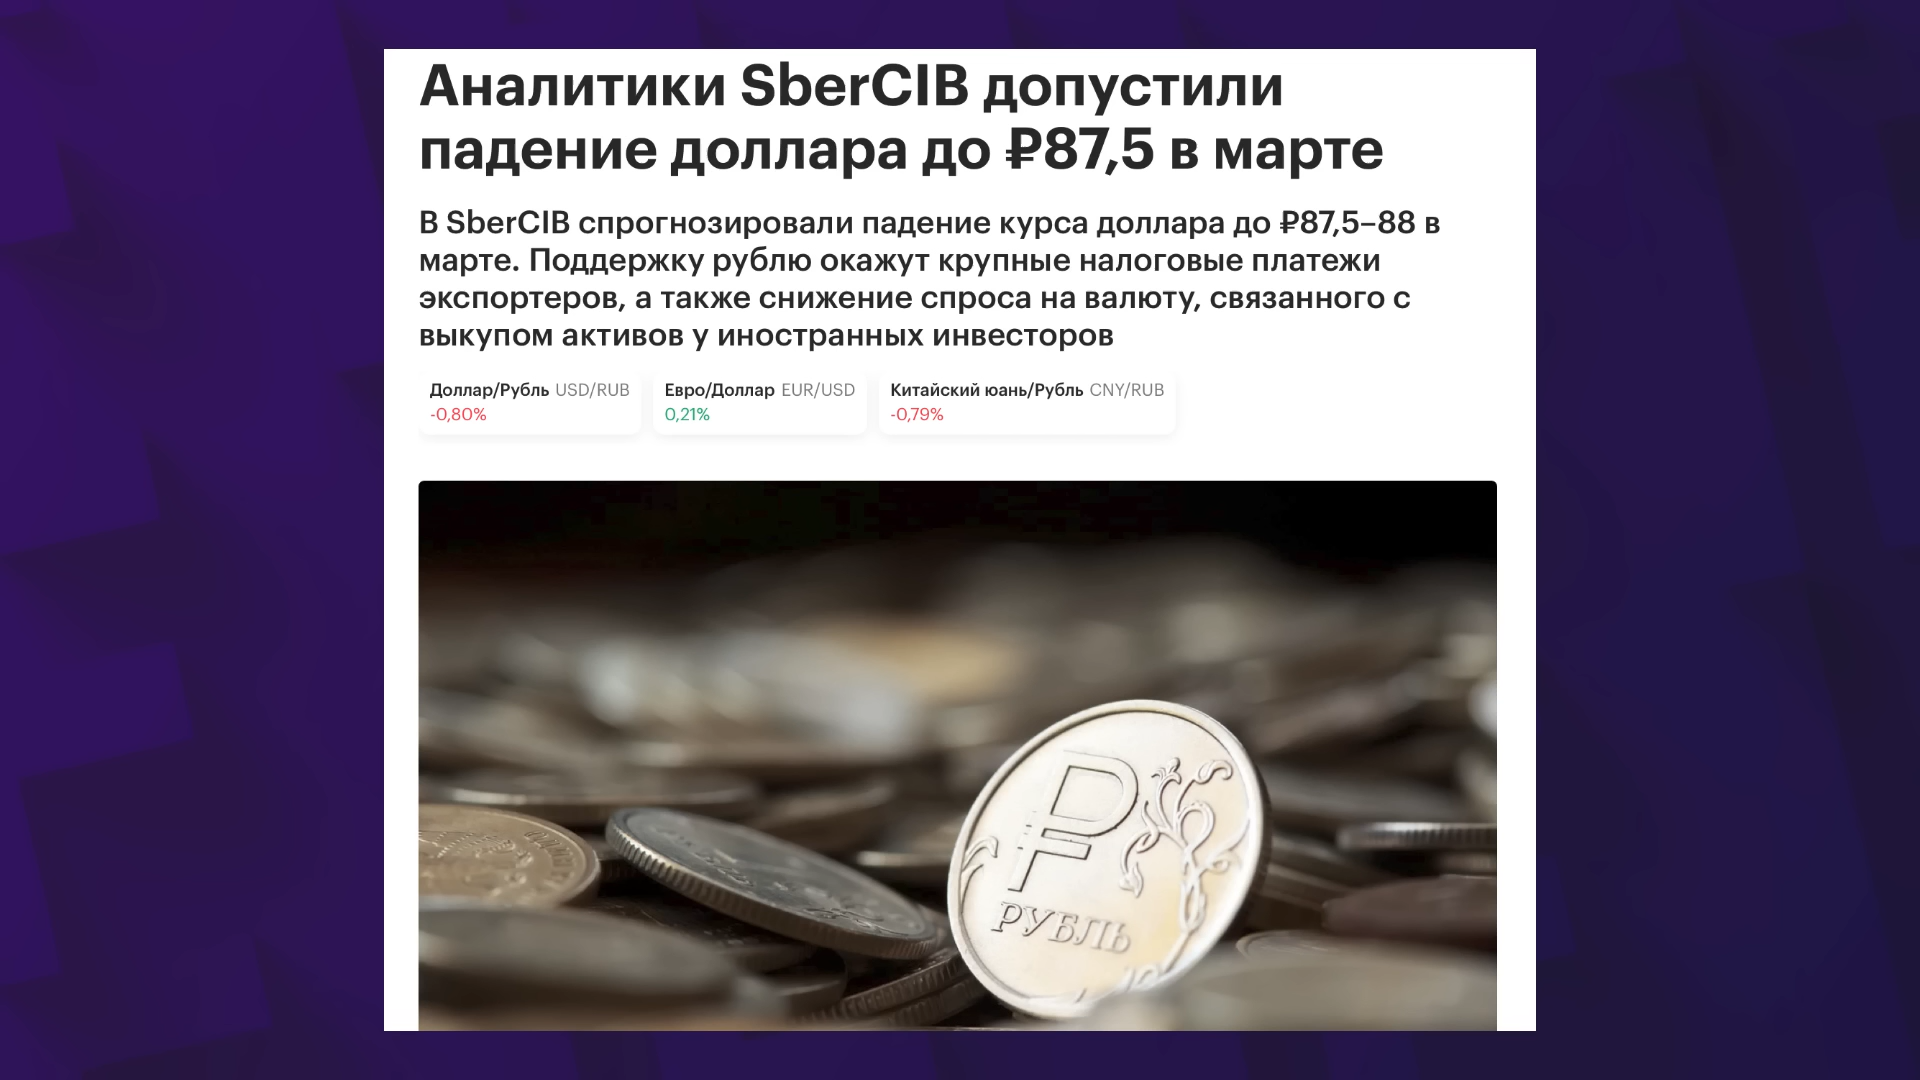 Аналитики SberCIB допустили
падение доллара до ₽87,5 в марте
В SberCIB спрогнозировали падение курса доллара до ₽87,5–88 в
марте. Поддержку рублю окажут крупные налоговые платежи
экспортеров, а также снижение спроса на валюту, связанного с
выкупом активов у иностранных инвесторов
Доллар/Рубль USD/RUB Евро/Доллар EUR/USD Китайский юань/Рубль CNY/RUB
-0,80% 0,21% -0,79%
₽
РУБЛЬ